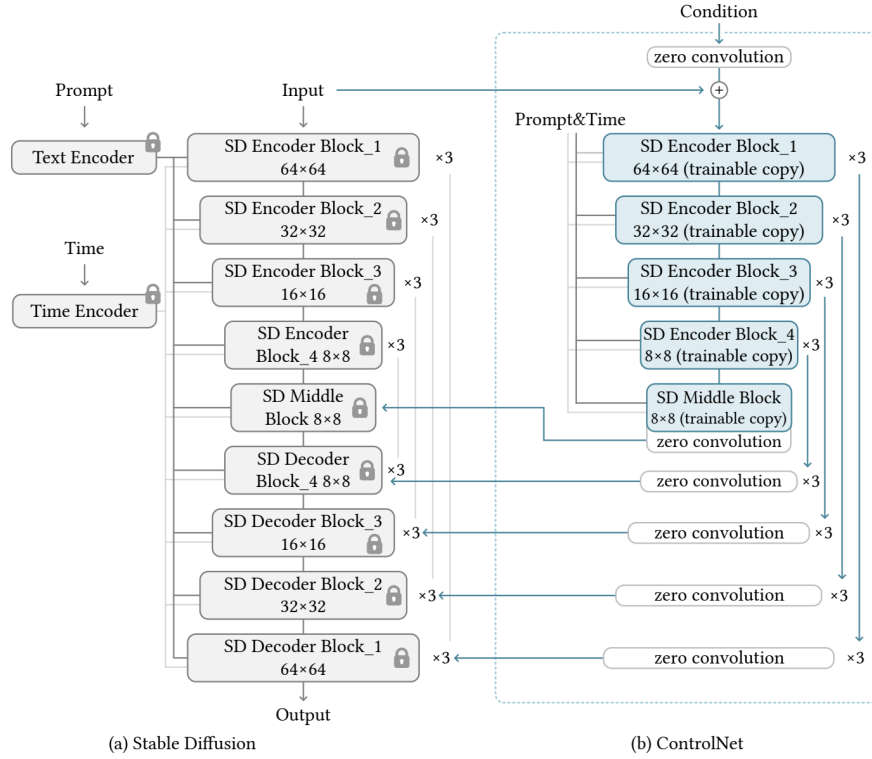 Condition
zero convolution
+
Prompt
Input
Prompt&Time
Text Encoder
SD Encoder Block_1
64×64
×3
SD Encoder Block_1
64×64 (trainable copy)
×3
SD Encoder Block_2
32×32
×3
SD Encoder Block_2
32×32 (trainable copy)
×3
Time
Time Encoder
SD Encoder Block_3
16×16
×3
SD Encoder Block_3
16×16 (trainable copy)
×3
SD Encoder
Block_4 8×8
×3
SD Encoder Block_4
8×8 (trainable copy)
×3
SD Middle
Block 8×8
SD Middle Block
8×8 (trainable copy)
zero convolution
SD Decoder
Block_4 8×8
×3
zero convolution
×3
SD Decoder Block_3
16×16
×3
zero convolution
×3
SD Decoder Block_2
32×32
×3
zero convolution
×3
SD Decoder Block_1
64×64
×3
zero convolution
×3
Output
(a) Stable Diffusion
(b) ControlNet